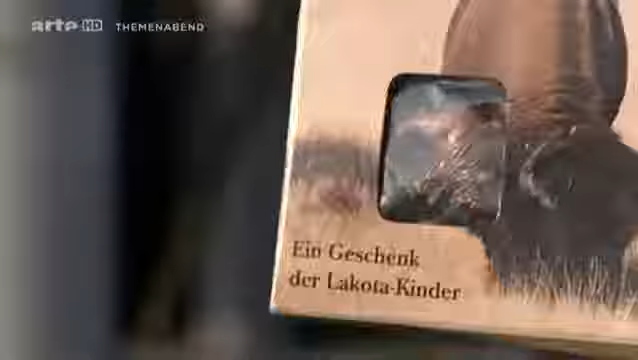 arte HD THEMENABEND
Ein Geschenk
der Lakota-Kinder